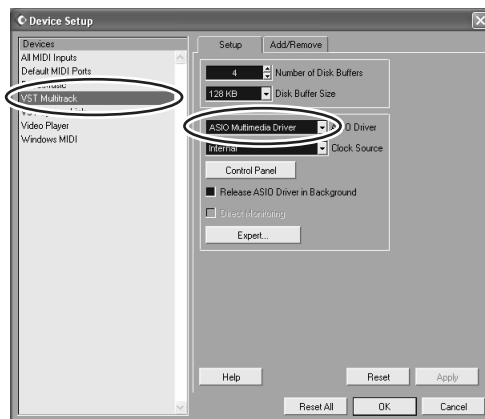 Device Setup
Devices
All MIDI Inputs
Default MIDI Ports
VST Multitrack
Video Player
Windows MIDI
Setup
Add/Remove
4
Number of Disk Buffers
128 KB
Disk Buffer Size
ASIO Multimedia Driver
Driver
Internal
Clock Source
Control Panel
Release ASIO Driver in Background
Direct Monitoring
Expert...
Help
Reset
Apply
Reset All
OK
Cancel